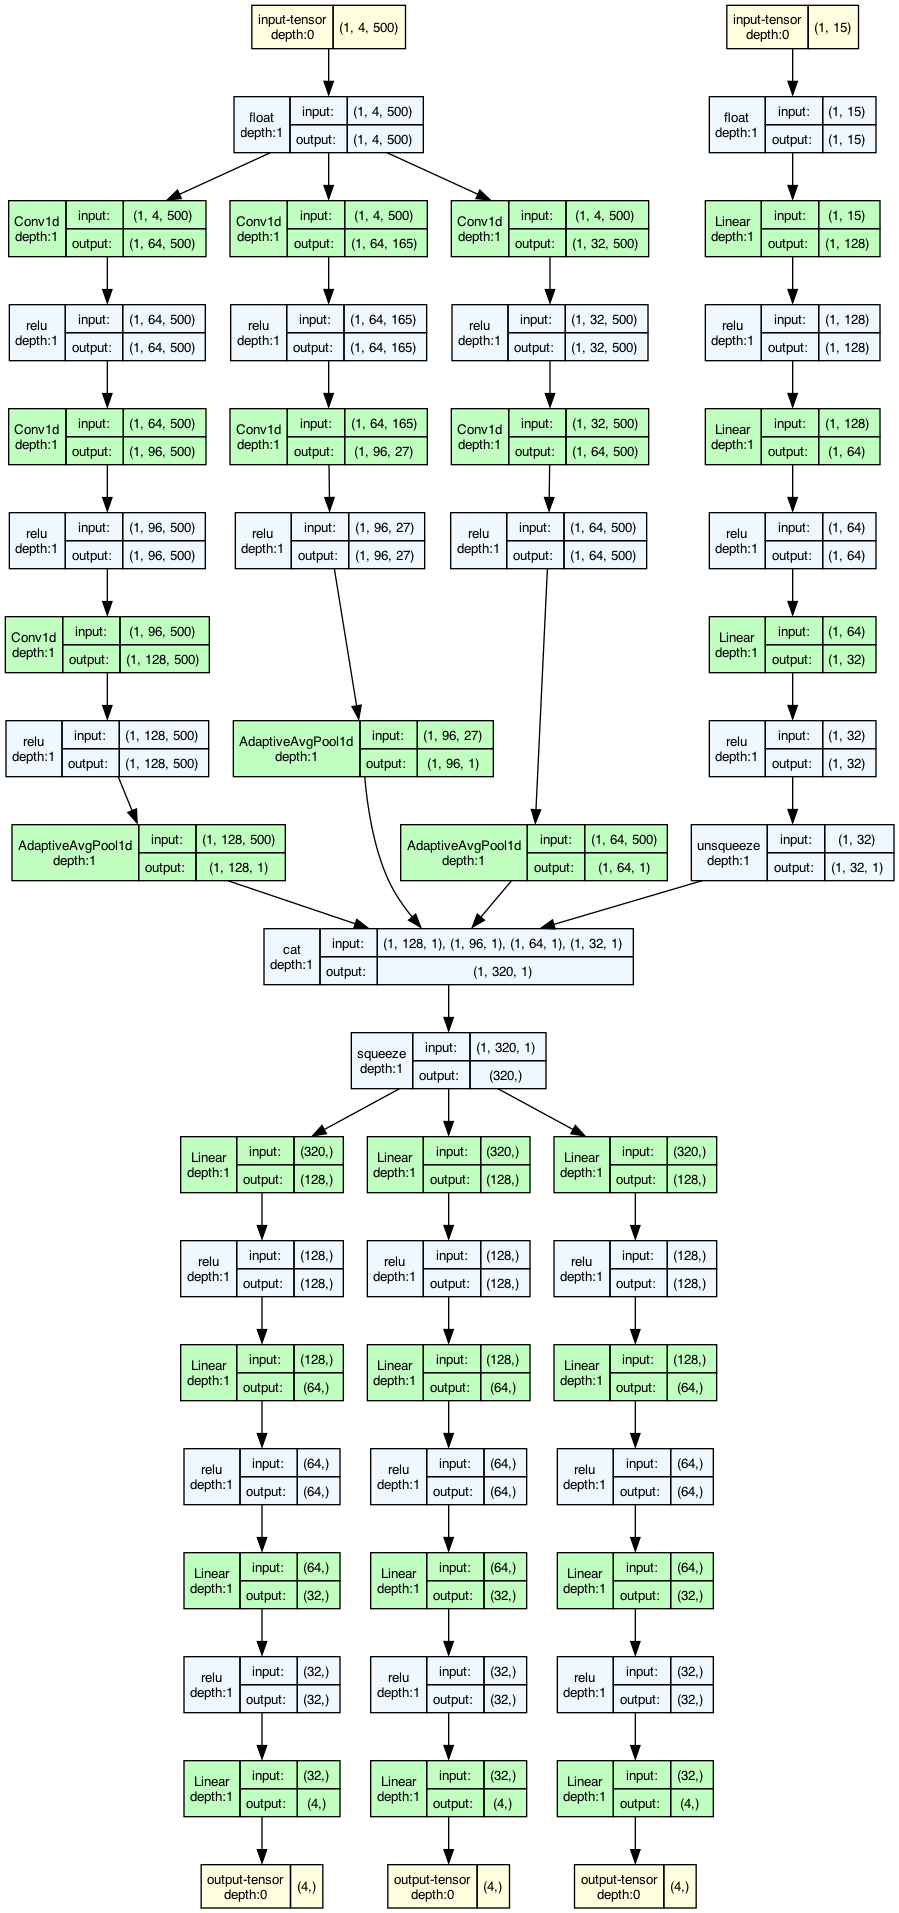 input-tensor
depth:0
(1, 4, 500)
input-tensor
depth:0
(1, 15)
float
depth:1
input:
(1, 4, 500)
output:
(1, 4, 500)
float
depth:1
input:
(1, 15)
output:
(1, 15)
Conv1d
depth:1
input:
(1, 4, 500)
output:
(1, 64, 500)
Conv1d
depth:1
input:
(1, 4, 500)
output:
(1, 64, 165)
Conv1d
depth:1
input:
(1, 4, 500)
output:
(1, 32, 500)
Linear
depth:1
input:
(1, 15)
output:
(1, 128)
relu
depth:1
input:
(1, 64, 500)
output:
(1, 64, 500)
relu
depth:1
input:
(1, 64, 165)
output:
(1, 64, 165)
relu
depth:1
input:
(1, 32, 500)
output:
(1, 32, 500)
relu
depth:1
input:
(1, 128)
output:
(1, 128)
Conv1d
depth:1
input:
(1, 64, 500)
output:
(1, 96, 500)
Conv1d
depth:1
input:
(1, 64, 165)
output:
(1, 96, 27)
Conv1d
depth:1
input:
(1, 32, 500)
output:
(1, 64, 500)
Linear
depth:1
input:
(1, 128)
output:
(1, 64)
relu
depth:1
input:
(1, 96, 500)
output:
(1, 96, 500)
relu
depth:1
input:
(1, 96, 27)
output:
(1, 96, 27)
relu
depth:1
input:
(1, 64, 500)
output:
(1, 64, 500)
relu
depth:1
input:
(1, 64)
output:
(1, 64)
Conv1d
depth:1
input:
(1, 96, 500)
output:
(1, 128, 500)
Linear
depth:1
input:
(1, 64)
output:
(1, 32)
relu
depth:1
input:
(1, 128, 500)
output:
(1, 128, 500)
AdaptiveAvgPool1d
depth:1
input:
(1, 96, 27)
output:
(1, 96, 1)
relu
depth:1
input:
(1, 32)
output:
(1, 32)
AdaptiveAvgPool1d
depth:1
input:
(1, 128, 500)
output:
(1, 128, 1)
AdaptiveAvgPool1d
depth:1
input:
(1, 64, 500)
output:
(1, 64, 1)
unsqueeze
depth:1
input:
(1, 32)
output:
(1, 32, 1)
cat
depth:1
input:
(1, 128, 1), (1, 96, 1), (1, 64, 1), (1, 32, 1)
output:
(1, 320, 1)
squeeze
depth:1
input:
(1, 320, 1)
output:
(320,)
Linear
depth:1
input:
(320,)
output:
(128,)
Linear
depth:1
input:
(320,)
output:
(128,)
Linear
depth:1
input:
(320,)
output:
(128,)
relu
depth:1
input:
(128,)
output:
(128,)
relu
depth:1
input:
(128,)
output:
(128,)
relu
depth:1
input:
(128,)
output:
(128,)
Linear
depth:1
input:
(128,)
output:
(64,)
Linear
depth:1
input:
(128,)
output:
(64,)
Linear
depth:1
input:
(128,)
output:
(64,)
relu
depth:1
input:
(64,)
output:
(64,)
relu
depth:1
input:
(64,)
output:
(64,)
relu
depth:1
input:
(64,)
output:
(64,)
Linear
depth:1
input:
(64,)
output:
(32,)
Linear
depth:1
input:
(64,)
output:
(32,)
Linear
depth:1
input:
(64,)
output:
(32,)
relu
depth:1
input:
(32,)
output:
(32,)
relu
depth:1
input:
(32,)
output:
(32,)
relu
depth:1
input:
(32,)
output:
(32,)
Linear
depth:1
input:
(32,)
output:
(4,)
Linear
depth:1
input:
(32,)
output:
(4,)
Linear
depth:1
input:
(32,)
output:
(4,)
output-tensor
depth:0
(4,)
output-tensor
depth:0
(4,)
output-tensor
depth:0
(4,)